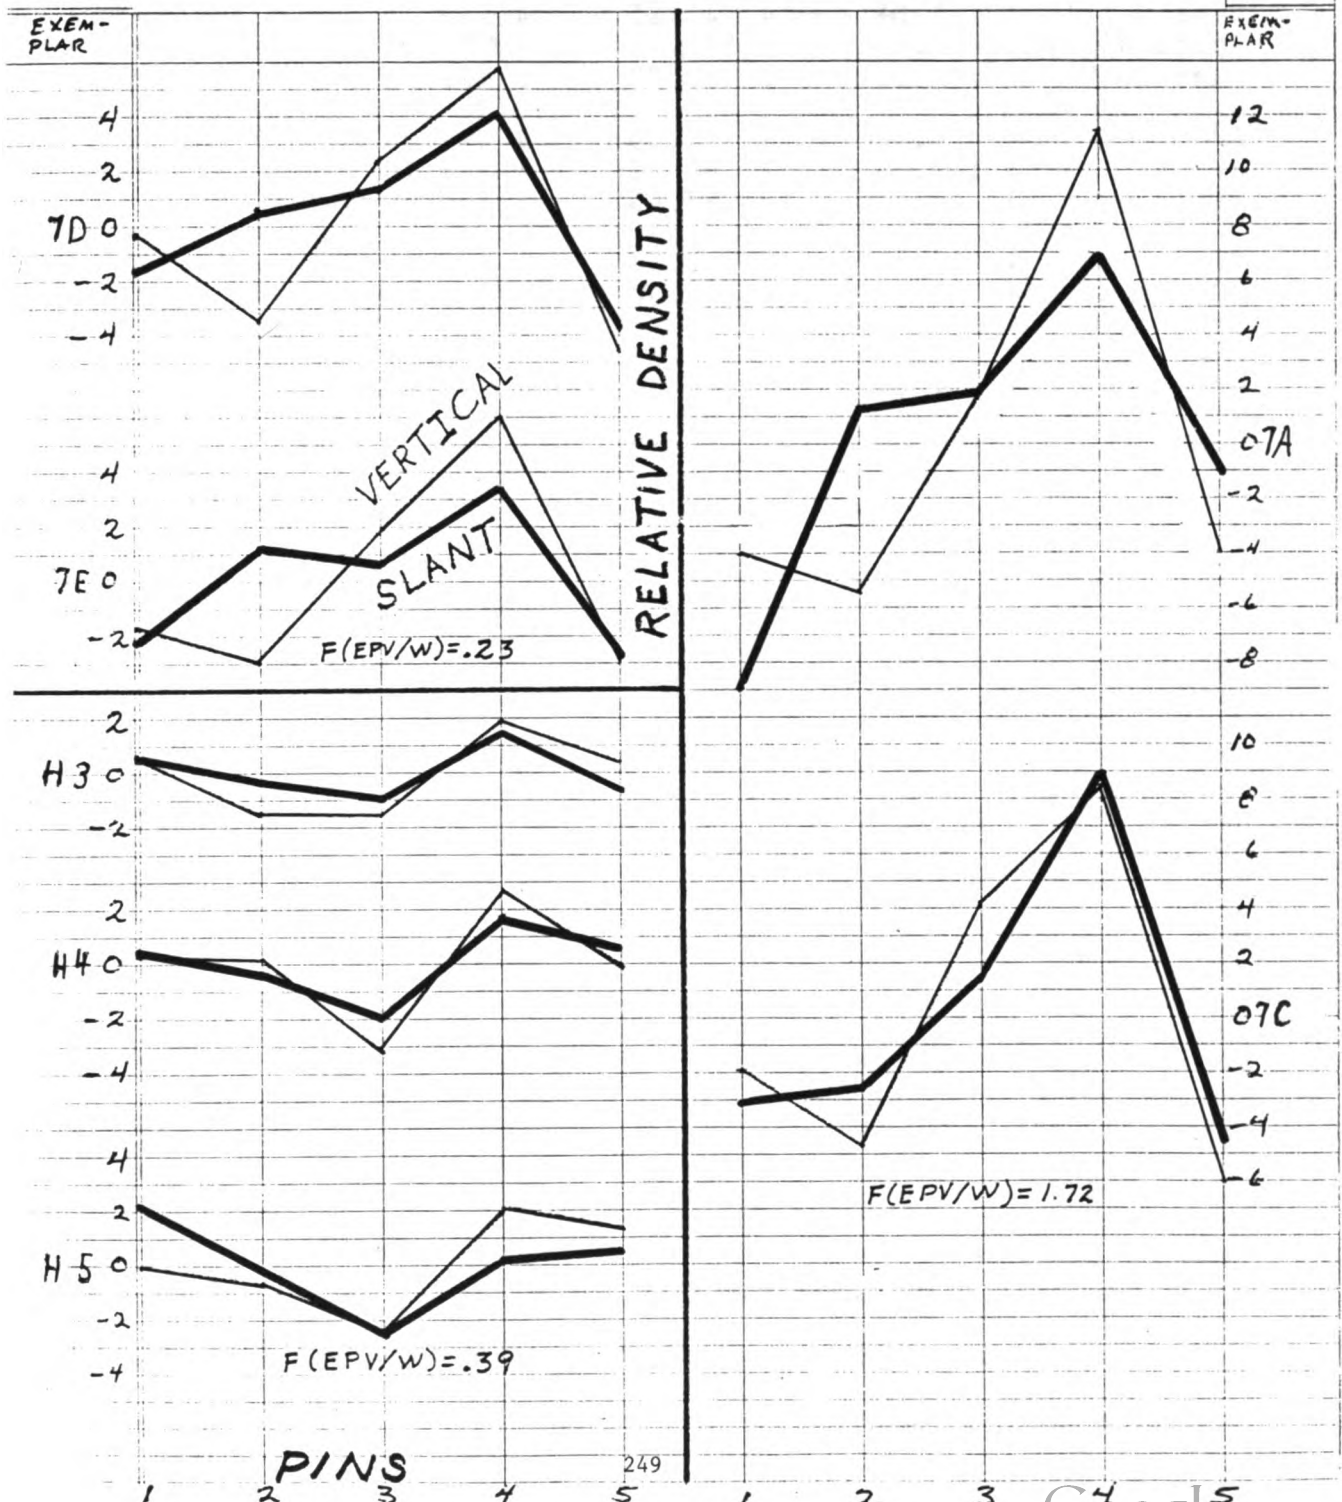 EXEM-
PLAR
4
2
7D 0
-2
-4
4
2
7E 0
-2
VERTICAL
SLANT
F(EPV/W)=.23
RELATIVE DENSITY
2
H3 0
-2
2
H4 0
-2
-4
4
2
H5 0
-2
-4
F(EPV/W)=.39
PINS
249
1 2 3 4 5
EXEM-
PLAR
12
10
8
6
4
2
07A
-2
-4
-6
-8
10
8
6
4
2
07C
-2
-4
-6
F(EPV/W)=1.72
1 2 3 4 5